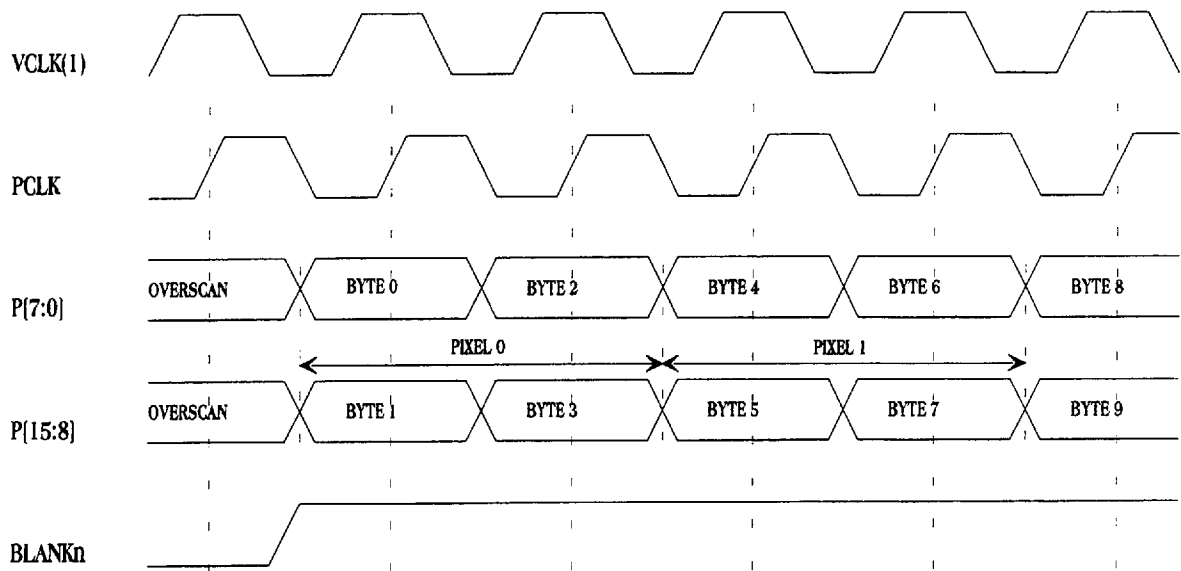 VCLK(1)
PCLK
OVERSCAN BYTE 0 BYTE 2 BYTE 4 BYTE 6 BYTE 8
P[7:0]
PIXEL 0 PIXEL 1
OVERSCAN BYTE 1 BYTE 3 BYTE 5 BYTE 7 BYTE 9
P[15:8]
BLANKn